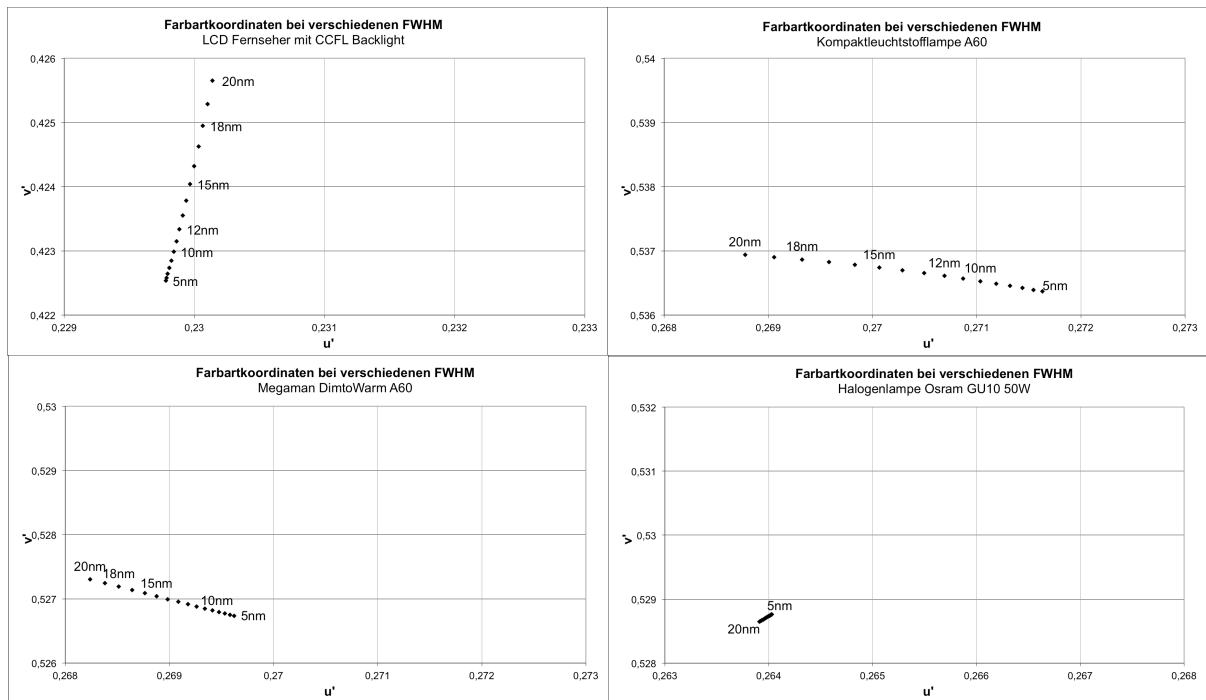 Farbartkoordinaten bei verschiedenen FWHM
LCD Fernseher mit CCFL Backlight
0,426
0,425
0,424
0,423
0,422
v'
20nm
18nm
15nm
12nm
10nm
5nm
0,229
0,23
0,231
0,232
0,233
u'
Farbartkoordinaten bei verschiedenen FWHM
Kompaktleuchtstofflampe A60
0,54
0,539
0,538
0,537
0,536
v'
20nm
18nm
15nm
12nm
10nm
5nm
0,268
0,269
0,27
0,271
0,272
0,273
u'
Farbartkoordinaten bei verschiedenen FWHM
Megaman DimtoWarm A60
0,53
0,529
0,528
0,527
0,526
v'
20nm
18nm
15nm
10nm
5nm
0,268
0,269
0,27
0,271
0,272
0,273
u'
Farbartkoordinaten bei verschiedenen FWHM
Halogenlampe Osram GU10 50W
0,532
0,531
0,53
0,529
0,528
v'
5nm
20nm
0,263
0,264
0,265
0,266
0,267
0,268
u'